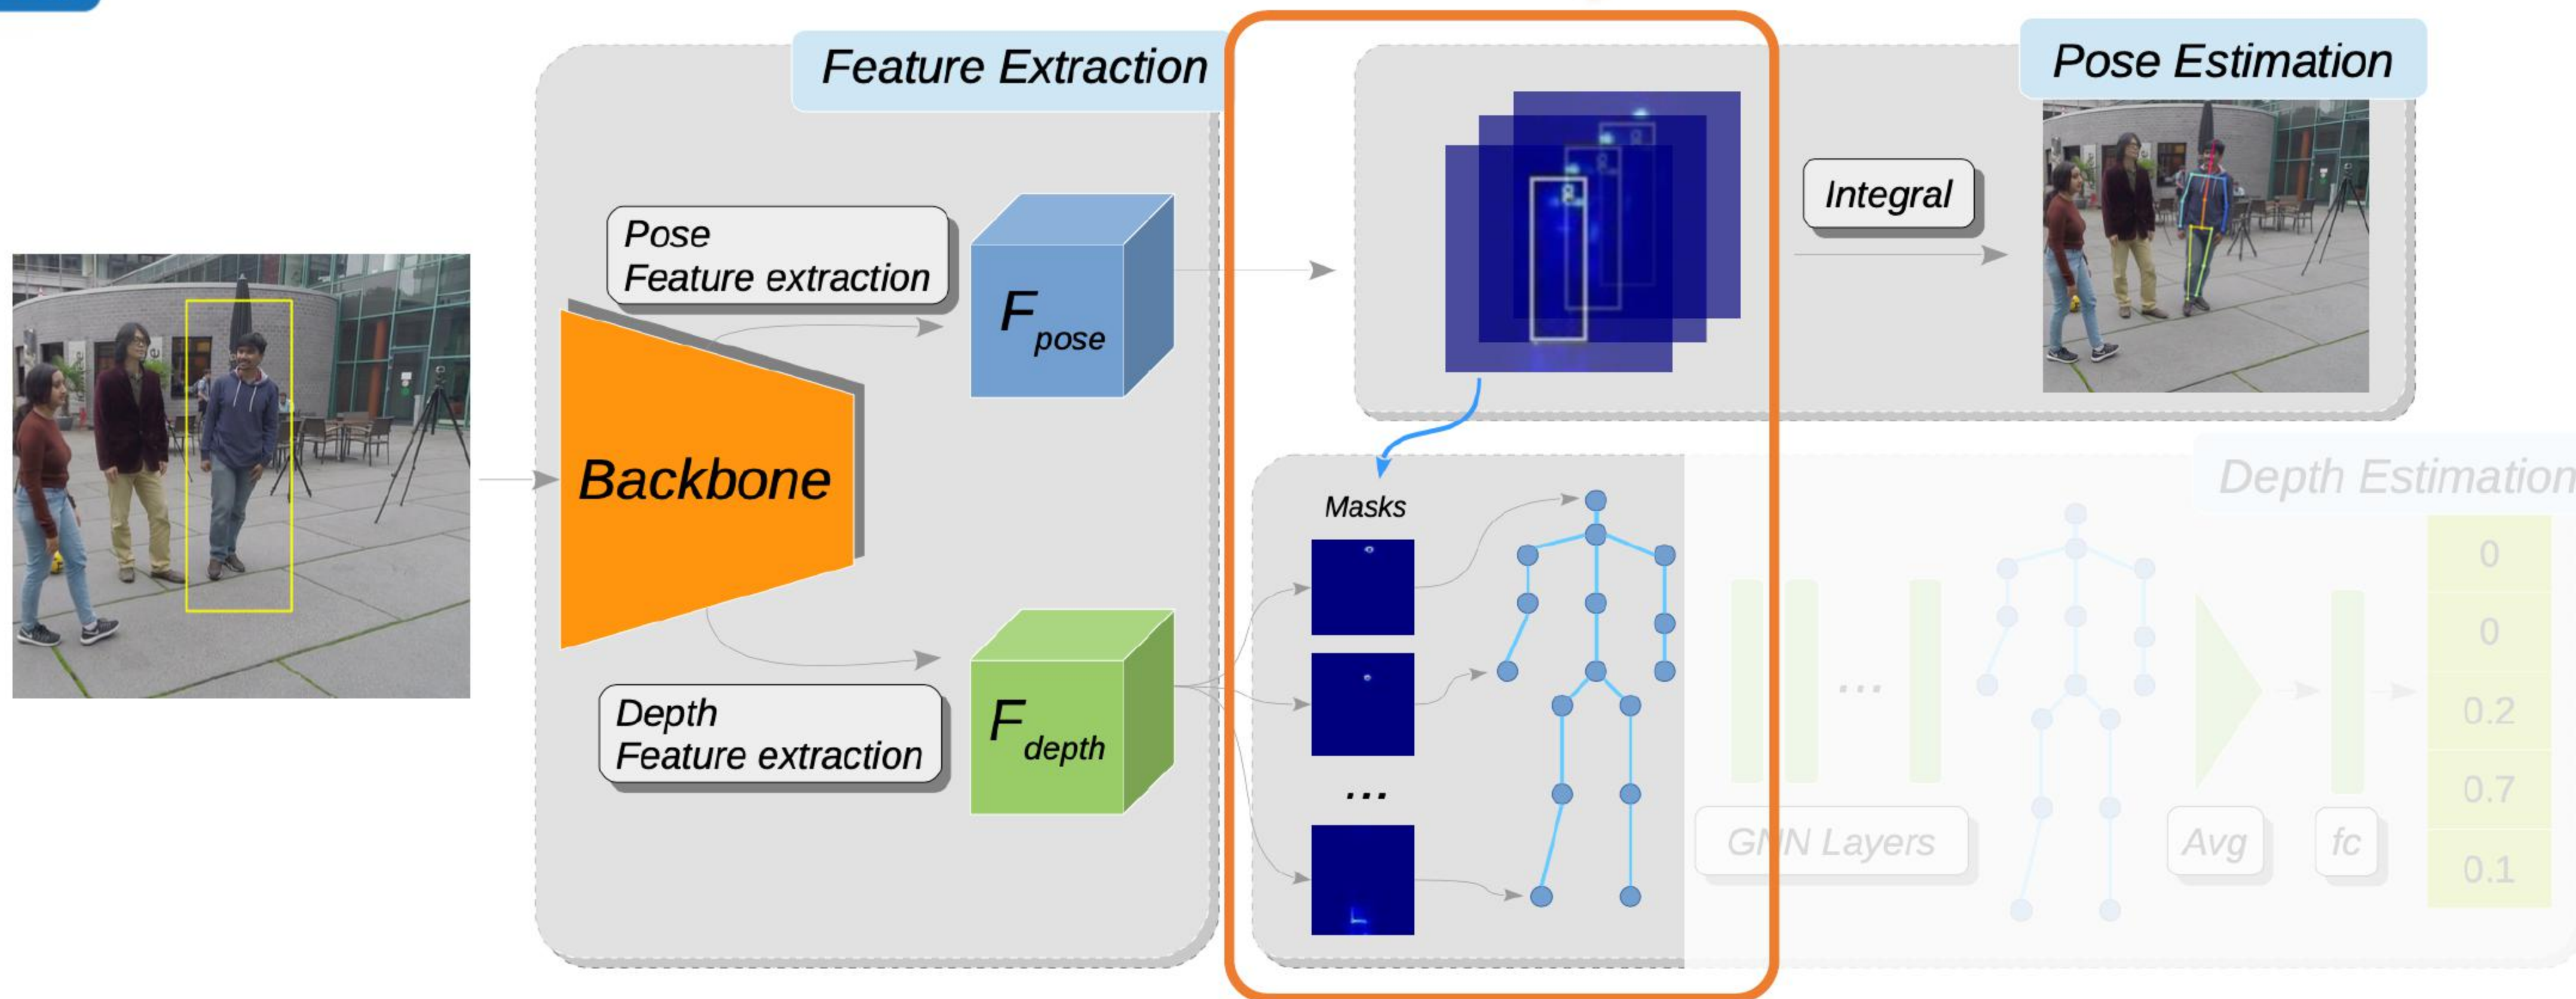 Feature Extraction
Pose Estimation
Pose
Feature extraction
F pose
Integral
Backbone
Depth
Feature extraction
F depth
Masks
...
Depth Estimation
...
GNN Layers
Avg
fc
0
0
0.2
0.7
0.1